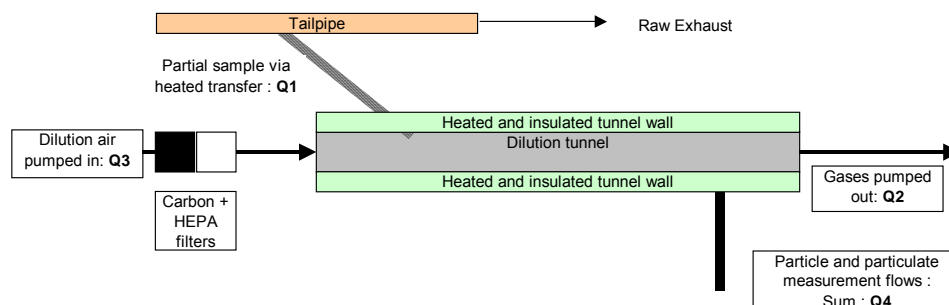 Tailpipe
Raw Exhaust
Partial sample via
heated transfer : Q1
Heated and insulated tunnel wall
Dilution air
pumped in: Q3
Dilution tunnel
Heated and insulated tunnel wall
Gases pumped
out: Q2
Carbon +
HEPA
filters
Particle and particulate
measurement flows :
Sum : Q4